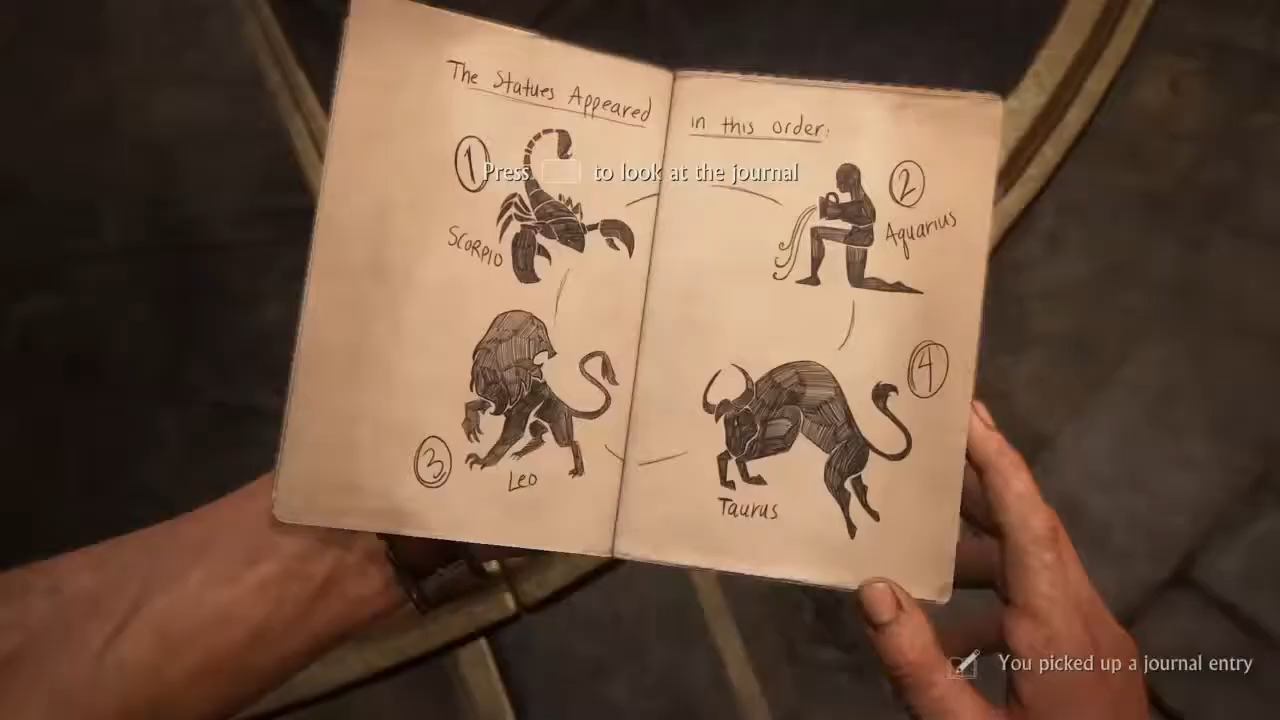 The Statues Appeared
in this order:
Press to look at the journal
1
2
SCORPIO
Aquarius
3
4
Leo
Taurus
You picked up a journal entry